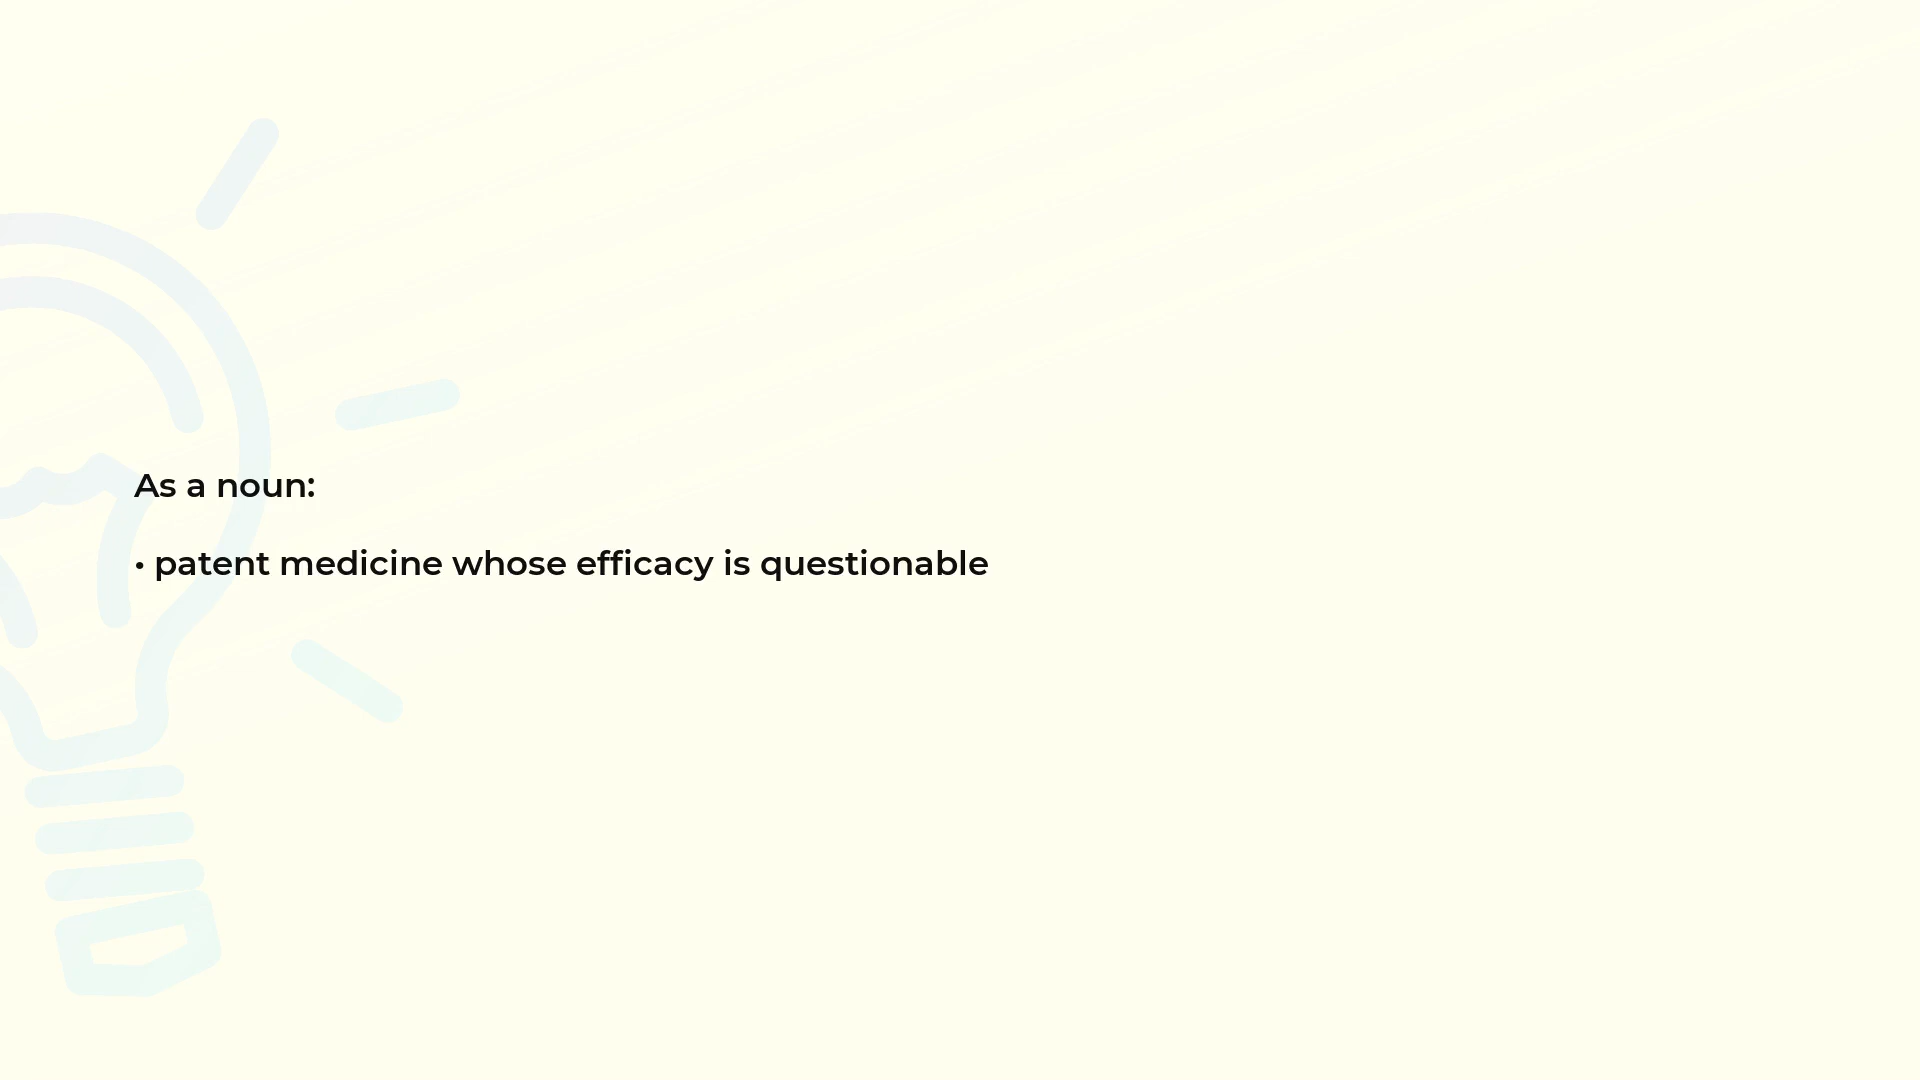 As a noun:
• patent medicine whose efficacy is questionable